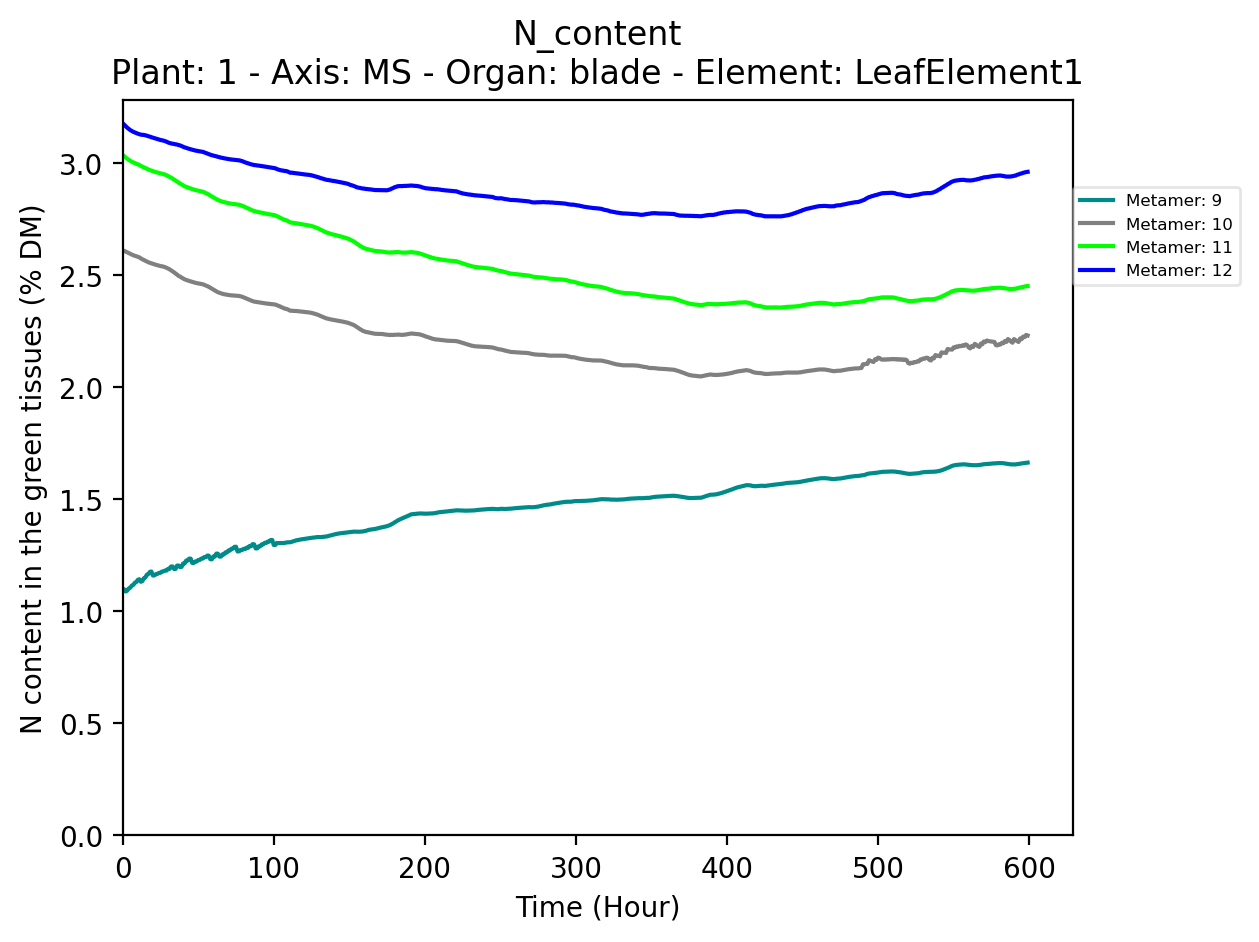 N_content
Plant: 1 - Axis: MS - Organ: blade - Element: LeafElement1
N content in the green tissues (% DM)
3.0
2.5
2.0
1.5
1.0
0.5
0.0
0
100
200
300
400
500
600
Time (Hour)
Metamer: 9
Metamer: 10
Metamer: 11
Metamer: 12